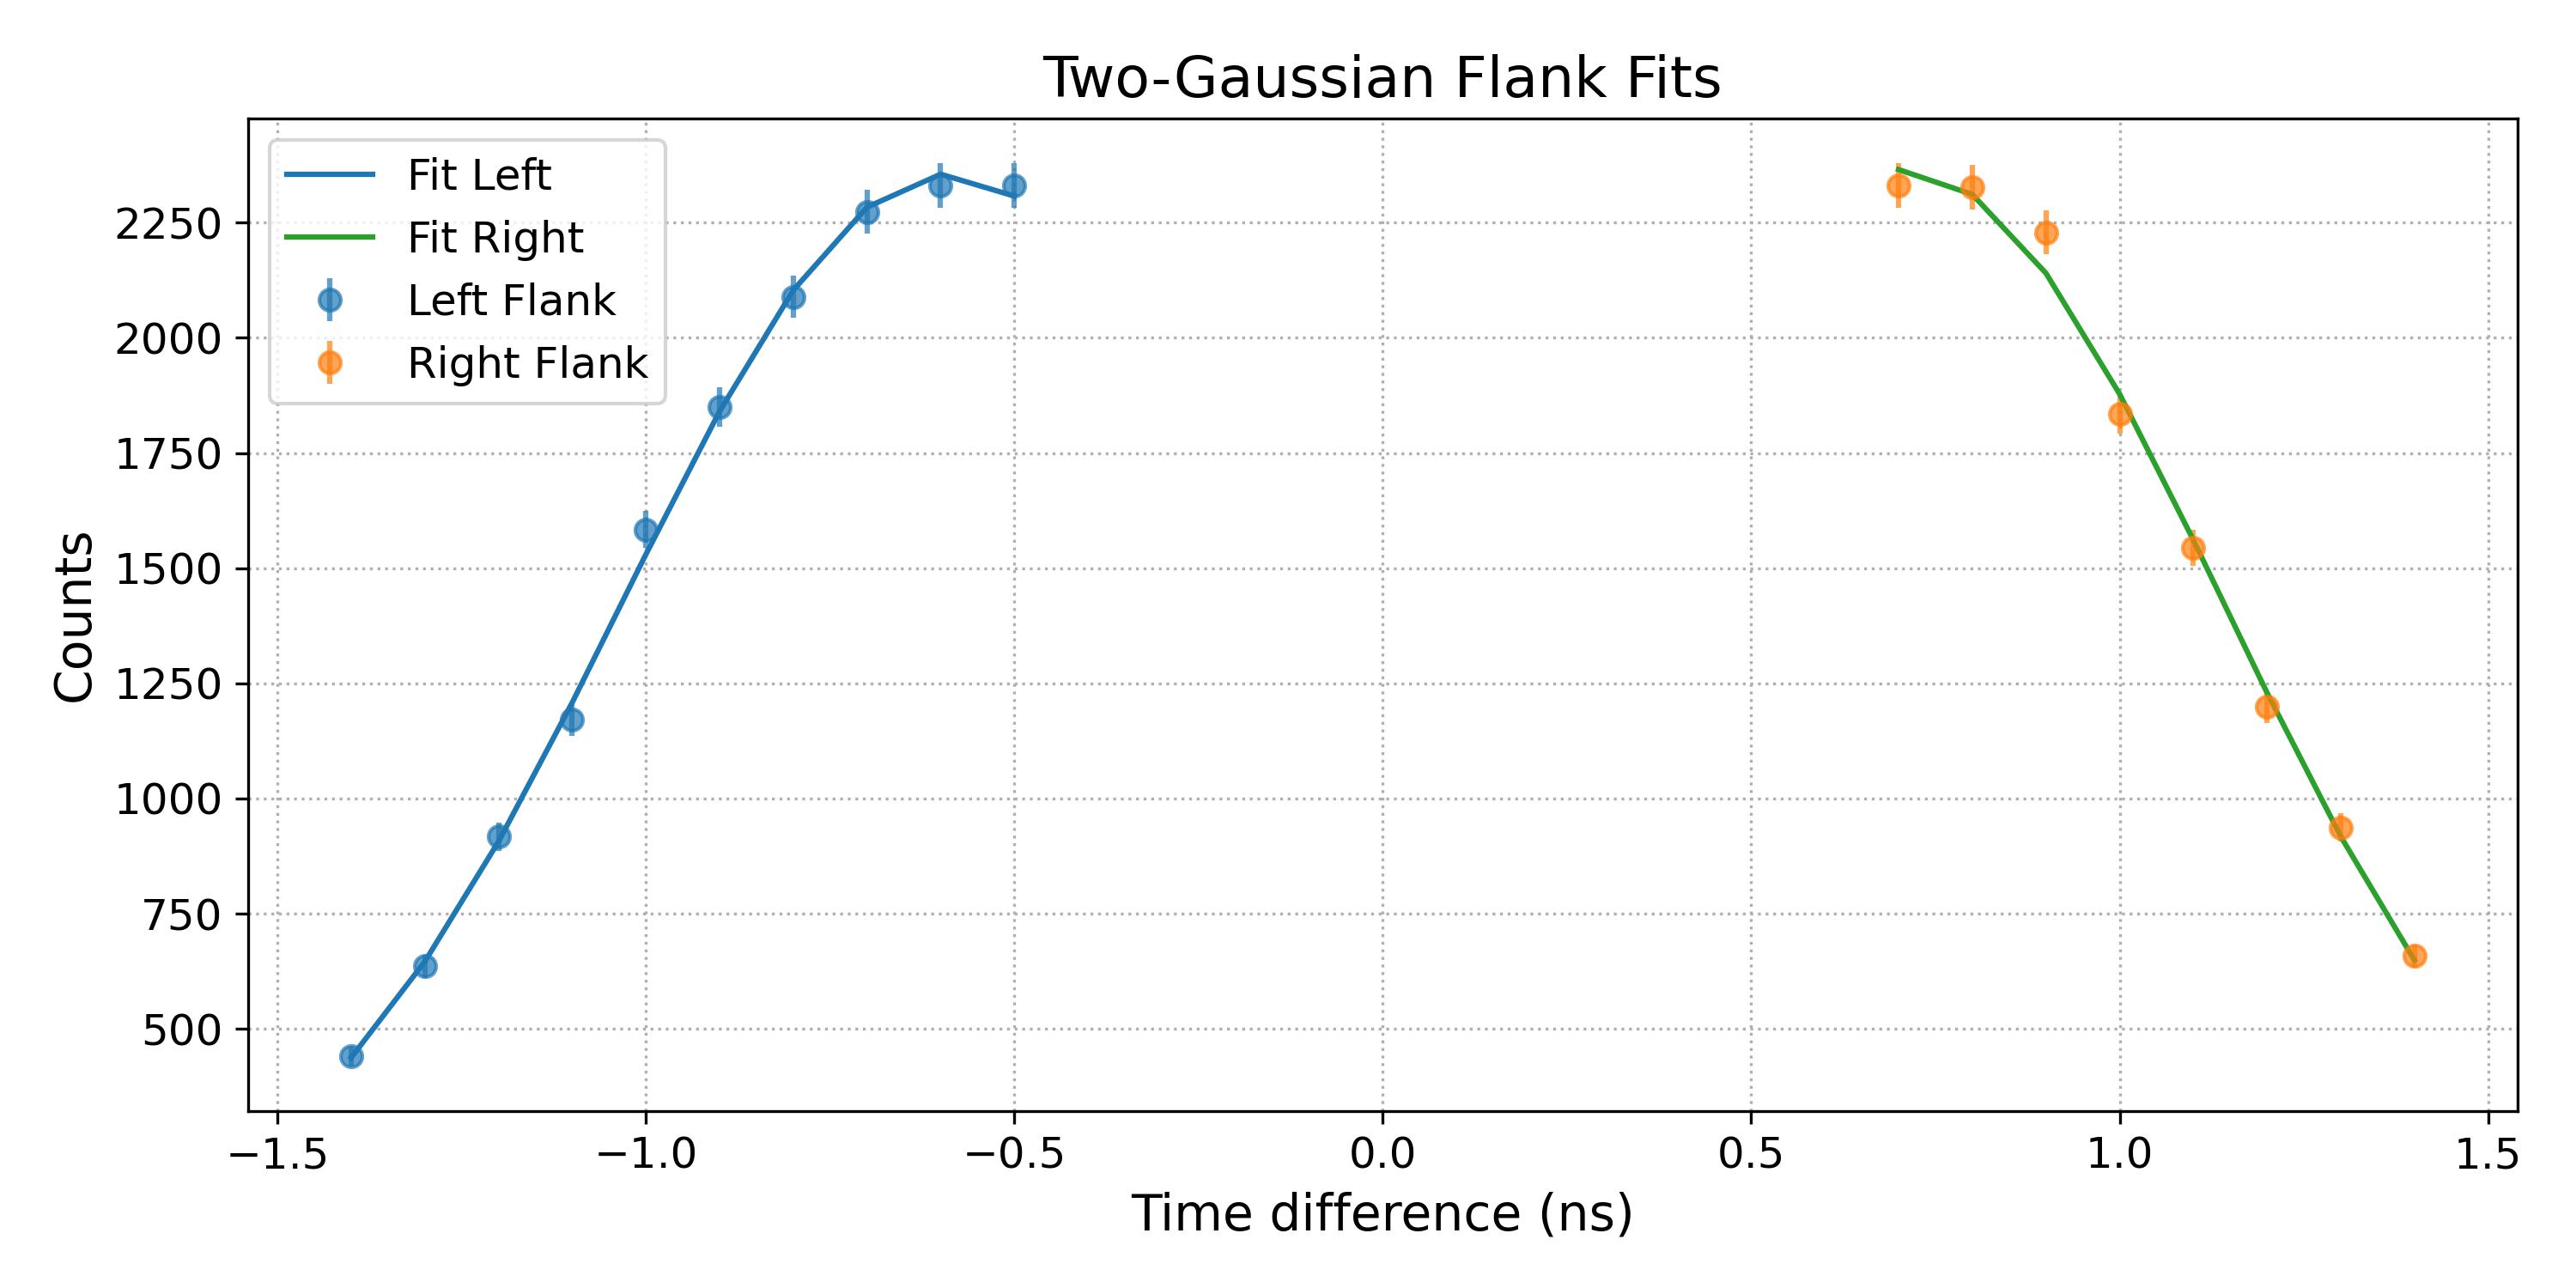 Two-Gaussian Flank Fits
Fit Left
Fit Right
Left Flank
Right Flank
Counts
2250
2000
1750
1500
1250
1000
750
500
−1.5 −1.0 −0.5 0.0 0.5 1.0 1.5
Time difference (ns)